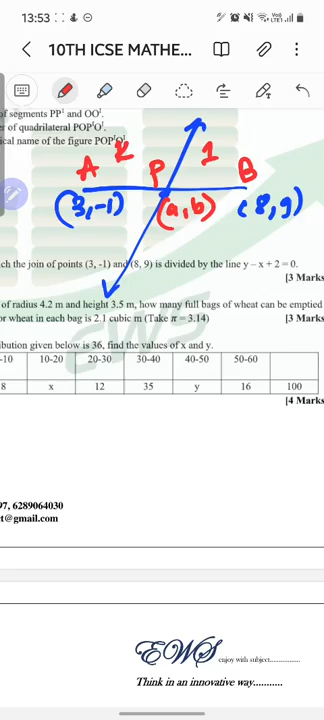 13:53
10TH ICSE MATHE...
of segments PP¹ and OO¹.
er of quadrilateral POP¹O¹.
ical name of the figure POP¹O¹.
A P 1 B
(3,-1) (a,b) (8,9)
ch the join of points (3, -1) and (8, 9) is divided by the line y – x + 2 = 0.
[3 Marks
of radius 4.2 m and height 3.5 m, how many full bags of wheat can be emptied
or wheat in each bag is 2.1 cubic m (Take π = 3.14)
[3 Marks
ibution given below is 36, find the values of x and y.
-10 10-20 20-30 30-40 40-50 50-60
8 x 12 35 y 16 100
[4 Marks
97, 6289064030
ct@gmail.com
EWS enjoy with subject.................
Think in an innovative way...........